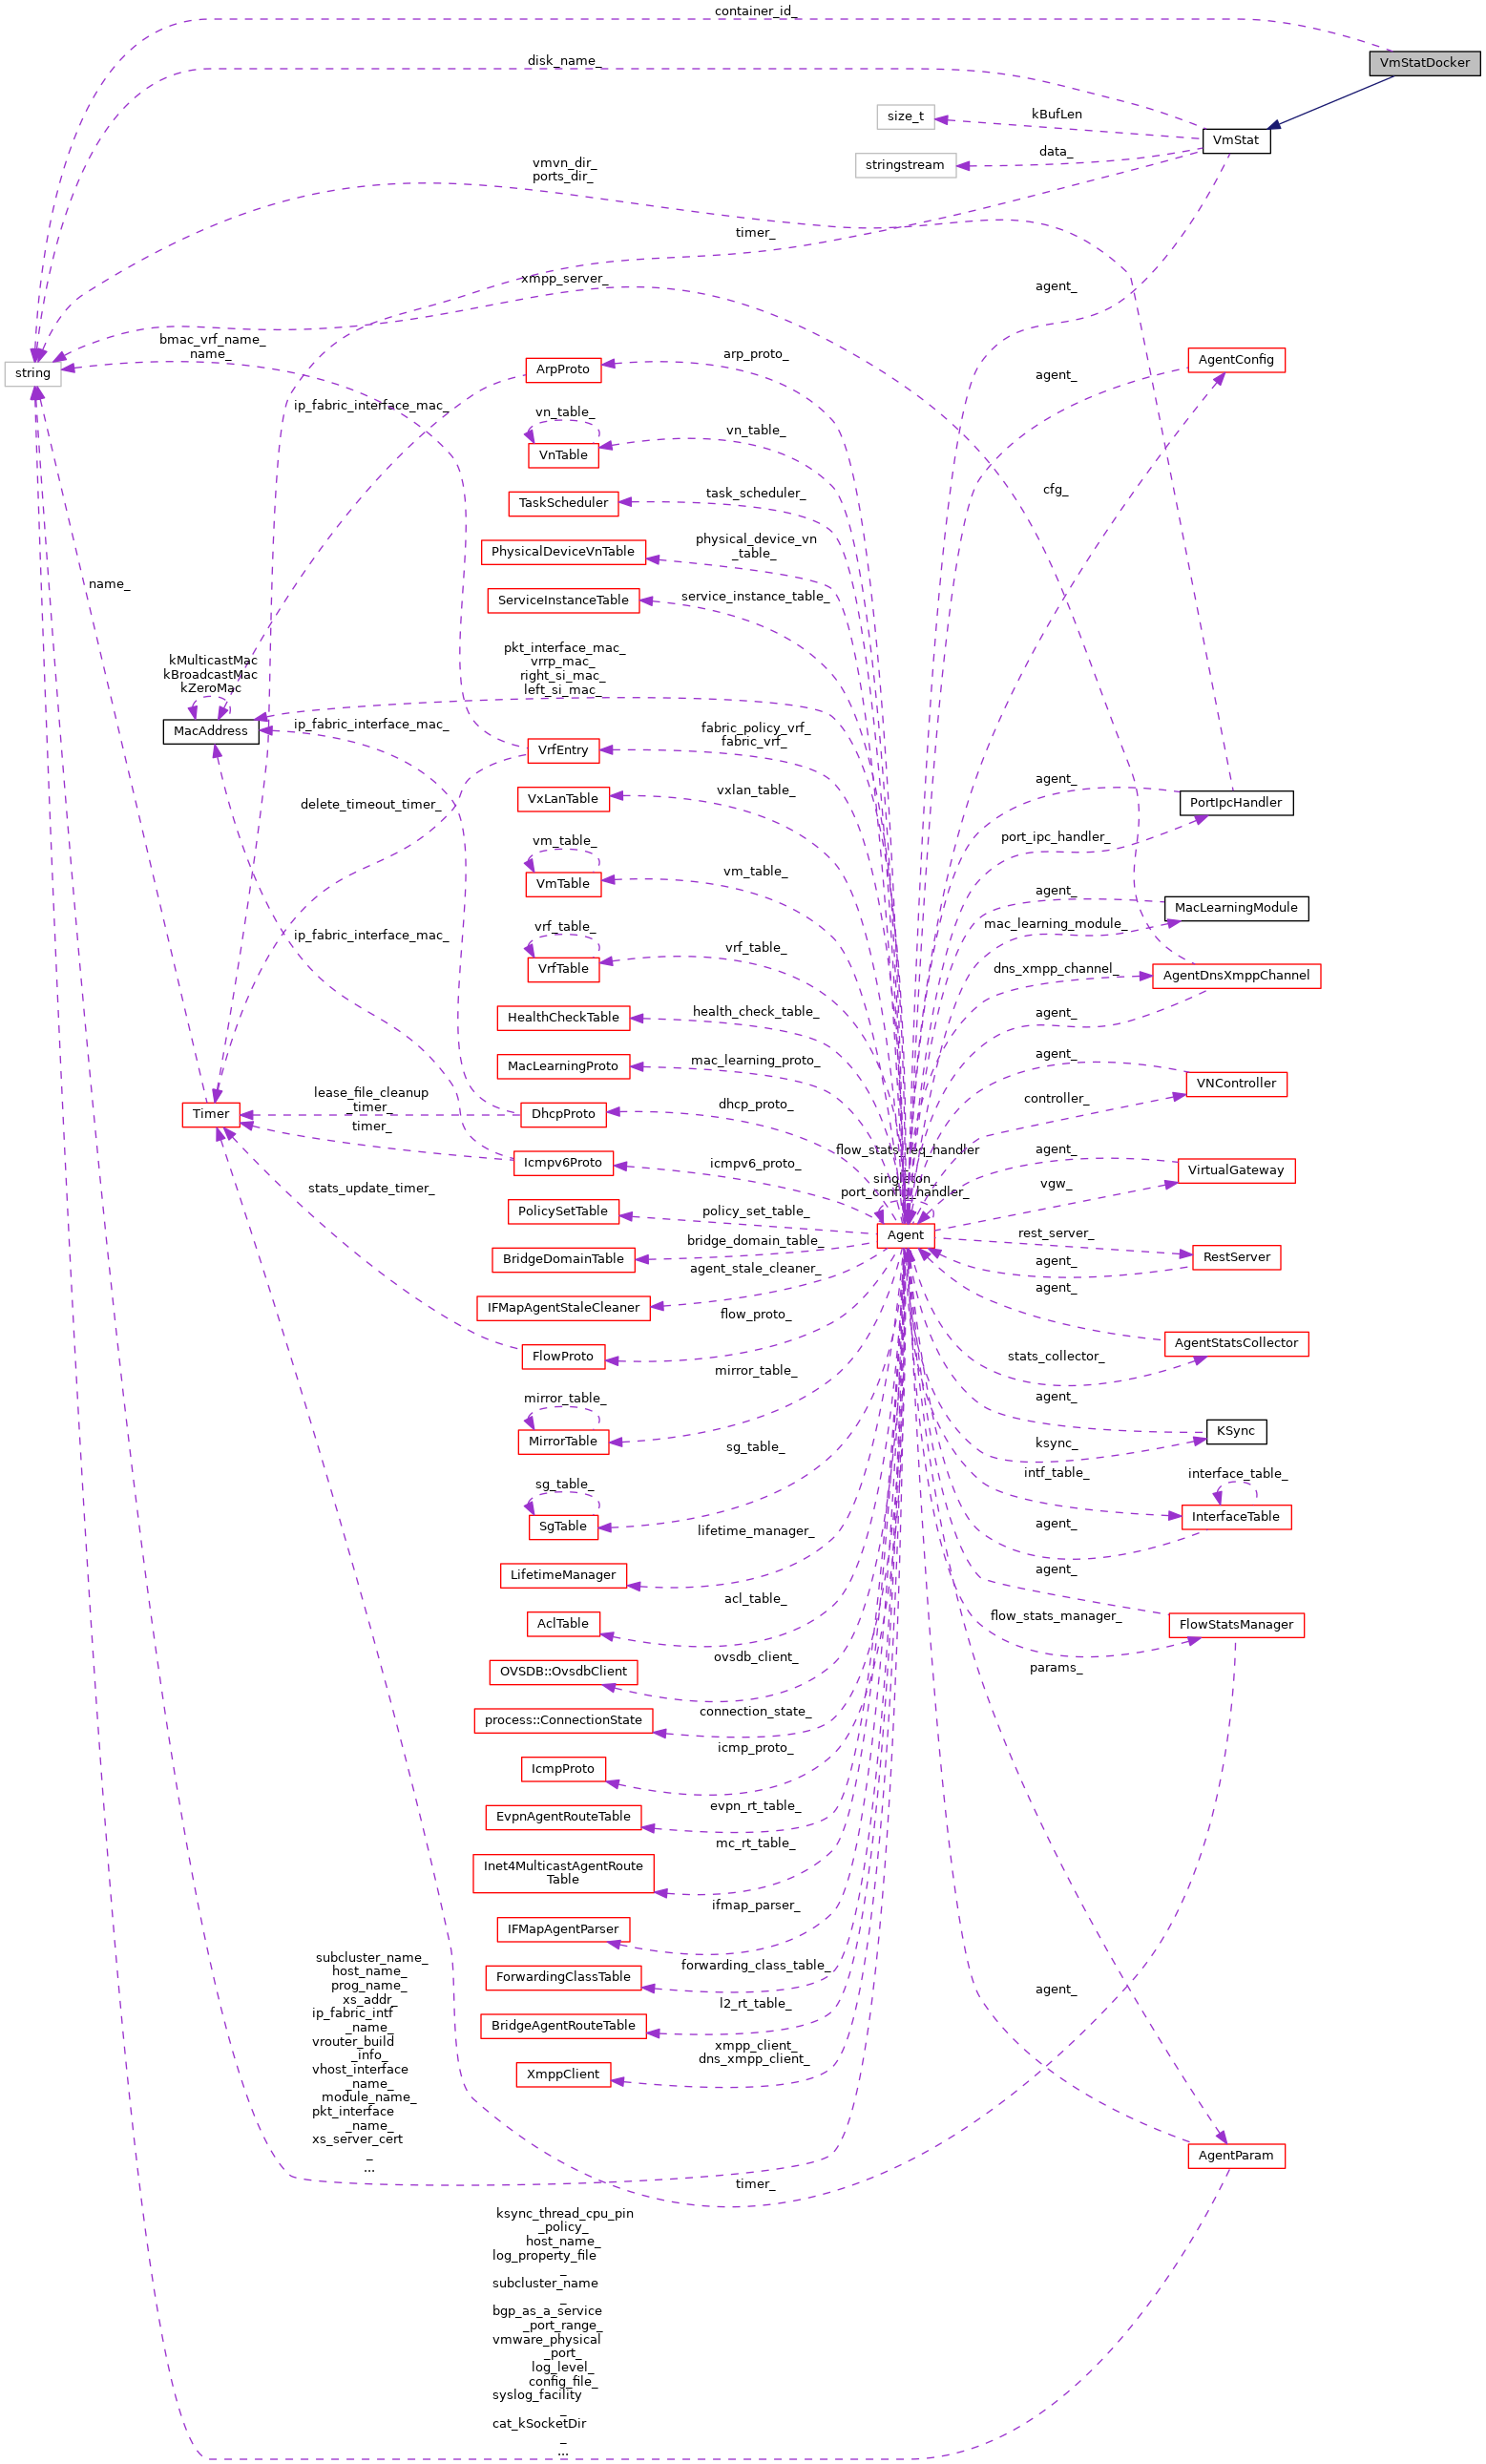 container_id_
disk_name_
VmStatDocker
kBufLen
size_t
VmStat
data_
stringstream
vmvn_dir_
ports_dir_
timer_
xmpp_server_
agent_
bmac_vrf_name_
name_
string
arp_proto_
ArpProto
AgentConfig
agent_
ip_fabric_interface_mac_
vn_table_
vn_table_
VnTable
cfg_
task_scheduler_
TaskScheduler
physical_device_vn
_table_
PhysicalDeviceVnTable
name_
service_instance_table_
ServiceInstanceTable
kMulticastMac
kBroadcastMac
kZeroMac
pkt_interface_mac_
vrrp_mac_
right_si_mac_
left_si_mac_
MacAddress
ip_fabric_interface_mac_
fabric_policy_vrf_
fabric_vrf_
VrfEntry
agent_
vxlan_table_
VxLanTable
PortIpcHandler
delete_timeout_timer_
port_ipc_handler_
vm_table_
vm_table_
VmTable
agent_
MacLearningModule
mac_learning_module_
vrf_table_
vrf_table_
VrfTable
ip_fabric_interface_mac_
dns_xmpp_channel_
AgentDnsXmppChannel
health_check_table_
HealthCheckTable
agent_
mac_learning_proto_
MacLearningProto
agent_
VNController
lease_file_cleanup
_timer_
Timer
dhcp_proto_
DhcpProto
controller_
timer_
flow_stats_req_handler
_
singleton_
port_config_handler_
icmpv6_proto_
Icmpv6Proto
agent_
VirtualGateway
vgw_
stats_update_timer_
policy_set_table_
PolicySetTable
Agent
rest_server_
bridge_domain_table_
BridgeDomainTable
RestServer
agent_
agent_stale_cleaner_
IFMapAgentStaleCleaner
agent_
flow_proto_
FlowProto
AgentStatsCollector
stats_collector_
mirror_table_
mirror_table_
MirrorTable
agent_
KSync
ksync_
sg_table_
sg_table_
SgTable
intf_table_
interface_table_
InterfaceTable
agent_
lifetime_manager_
LifetimeManager
agent_
acl_table_
AclTable
flow_stats_manager_
FlowStatsManager
ovsdb_client_
OVSDB::OvsdbClient
params_
connection_state_
process::ConnectionState
icmp_proto_
IcmpProto
evpn_rt_table_
EvpnAgentRouteTable
mc_rt_table_
Inet4MulticastAgentRoute
Table
ifmap_parser_
IFMapAgentParser
forwarding_class_table_
ForwardingClassTable
agent_
l2_rt_table_
BridgeAgentRouteTable
xmpp_client_
dns_xmpp_client_
XmppClient
subcluster_name_
host_name_
prog_name_
xs_addr_
ip_fabric_intf
_name_
vrouter_build
_info_
vhost_interface
_name_
module_name_
pkt_interface
_name_
xs_server_cert
_
...
AgentParam
timer_
ksync_thread_cpu_pin
_policy_
host_name_
log_property_file
_
subcluster_name
_
bgp_as_a_service
_port_range_
vmware_physical
_port_
log_level_
config_file_
syslog_facility
_
cat_kSocketDir
_
...